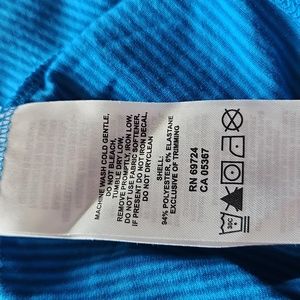 MACHINE WASH COLD GENTLE,
DO NOT BLEACH,
TUMBLE DRY LOW,
REMOVE PROMPTLY, IRON LOW,
DO NOT USE FABRIC SOFTENER,
IF PRESENT DO NOT IRON DECAL,
DO NOT DRYCLEAN
SHELL:
94% POLYESTER, 6% ELASTANE
EXCLUSIVE OF TRIMMING
RN 69724
CA 05367
30C